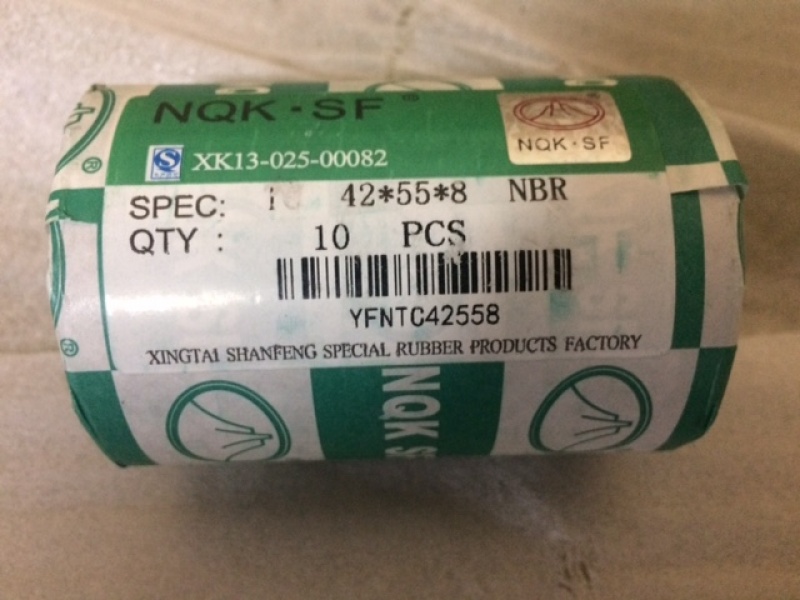 NQK·SF ®
NQK·SF
XK13-025-00082
SPEC: 42*55*8 NBR
QTY : 10 PCS
YFNTC42558
XINGTAI SHANFENG SPECIAL RUBBER PRODUCTS FACTORY
NQK S